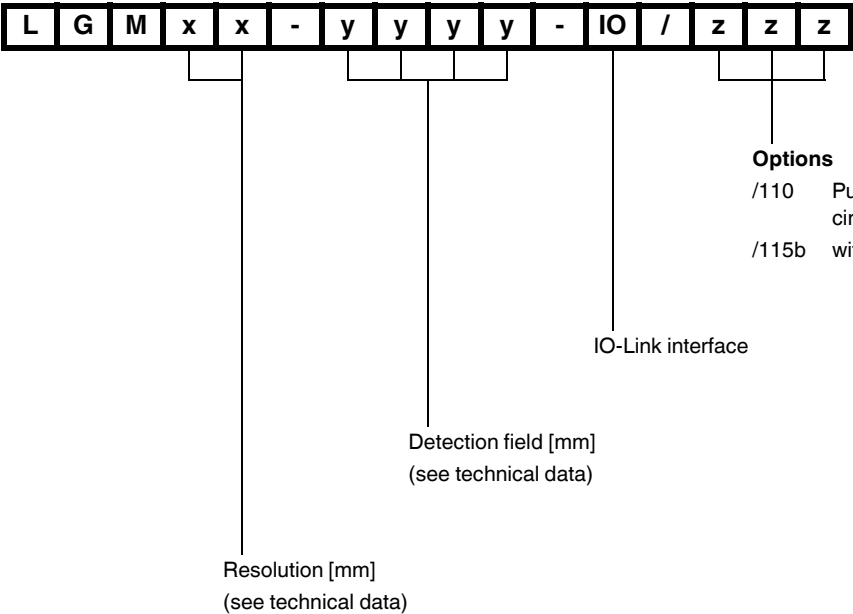 L G M x x - y y y y - IO / z z z
Options
/110
/115b
IO-Link interface
Detection field [mm]
(see technical data)
Resolution [mm]
(see technical data)